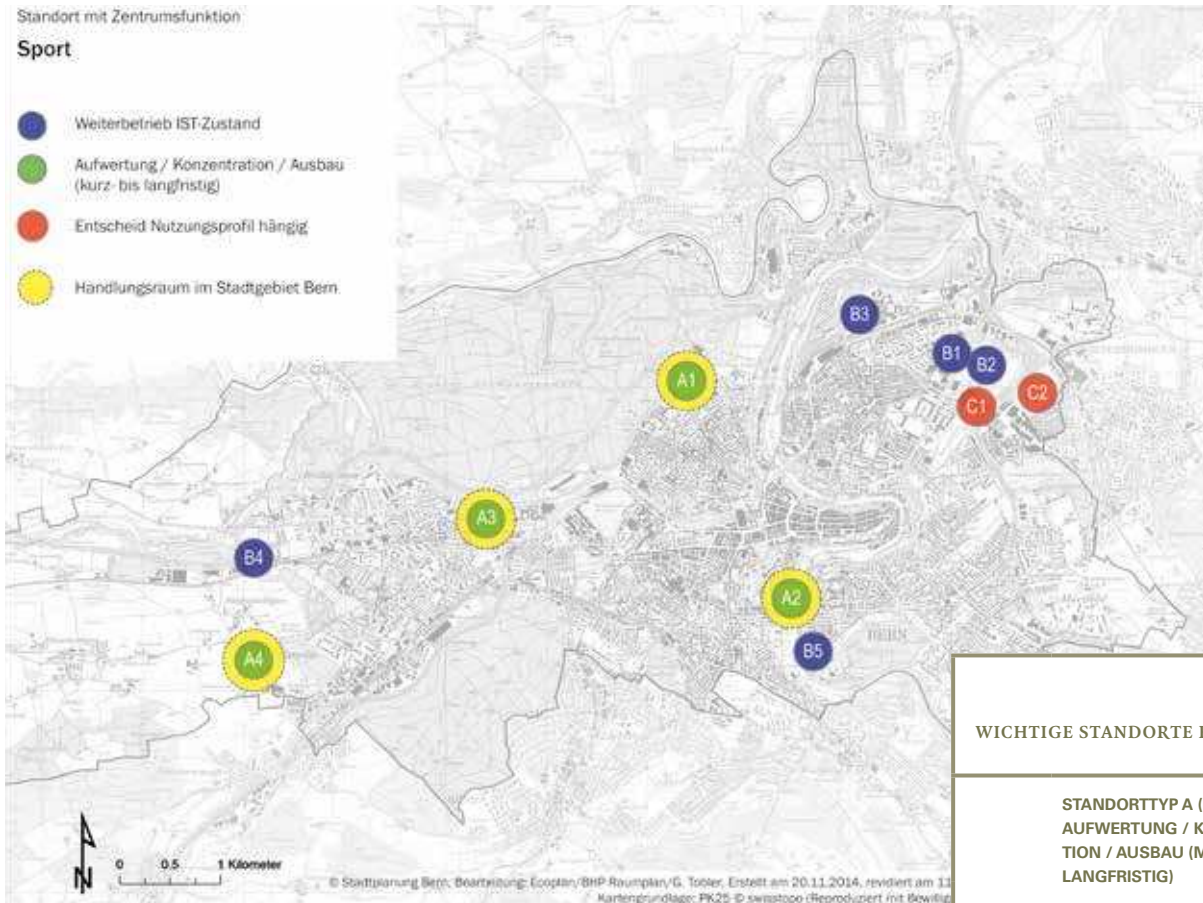 Standort mit Zentrumsfunktion
Sport
Weiterbetrieb IST-Zustand
Aufwertung / Konzentration / Ausbau
(kurz- bis langfristig)
Entscheid Nutzungsprofil hängig
Handlungsraum im Stadtgebiet Bern
B3
B1
B2
A1
C2
C1
A3
B4
A2
BERN
B5
A4
WICHTIGE STANDORTE
STANDORTTYP A (
AUFWERTUNG / K
TION / AUSBAU (M
LANGFRISTIG)
N
0 0.5 1 Kilometer
© Stadtplanung Bern, Bearbeitung: Ecoplan/BHP Raumplan/G. Tobler, Erstellt am 20.11.2014, revidiert am 11
Kartengrundlage: PK25 © swisstopo (Reproduziert mit Bewillig